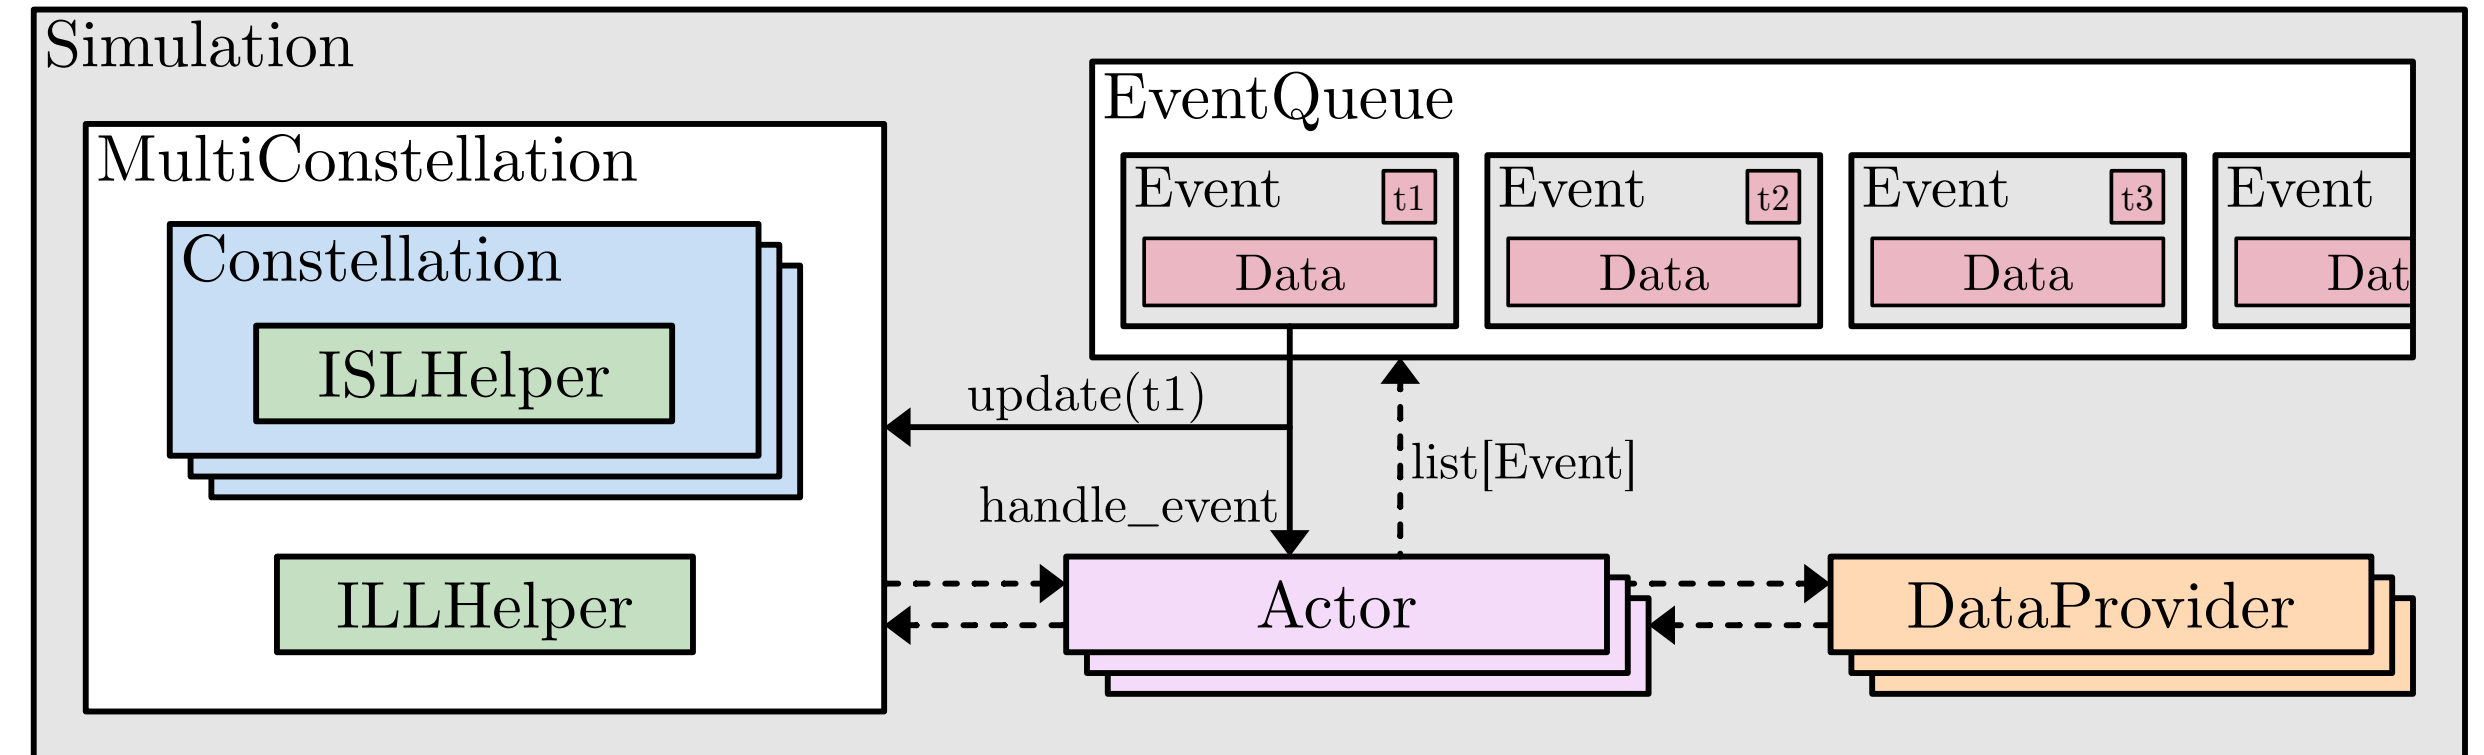 Simulation
EventQueue
MultiConstellation
Event t1
Event t2
Event t3
Event
Data
Data
Data
Dat
Constellation
ISLHelper
update(t1)
list[Event]
handle_event
ILLHelper
Actor
DataProvider